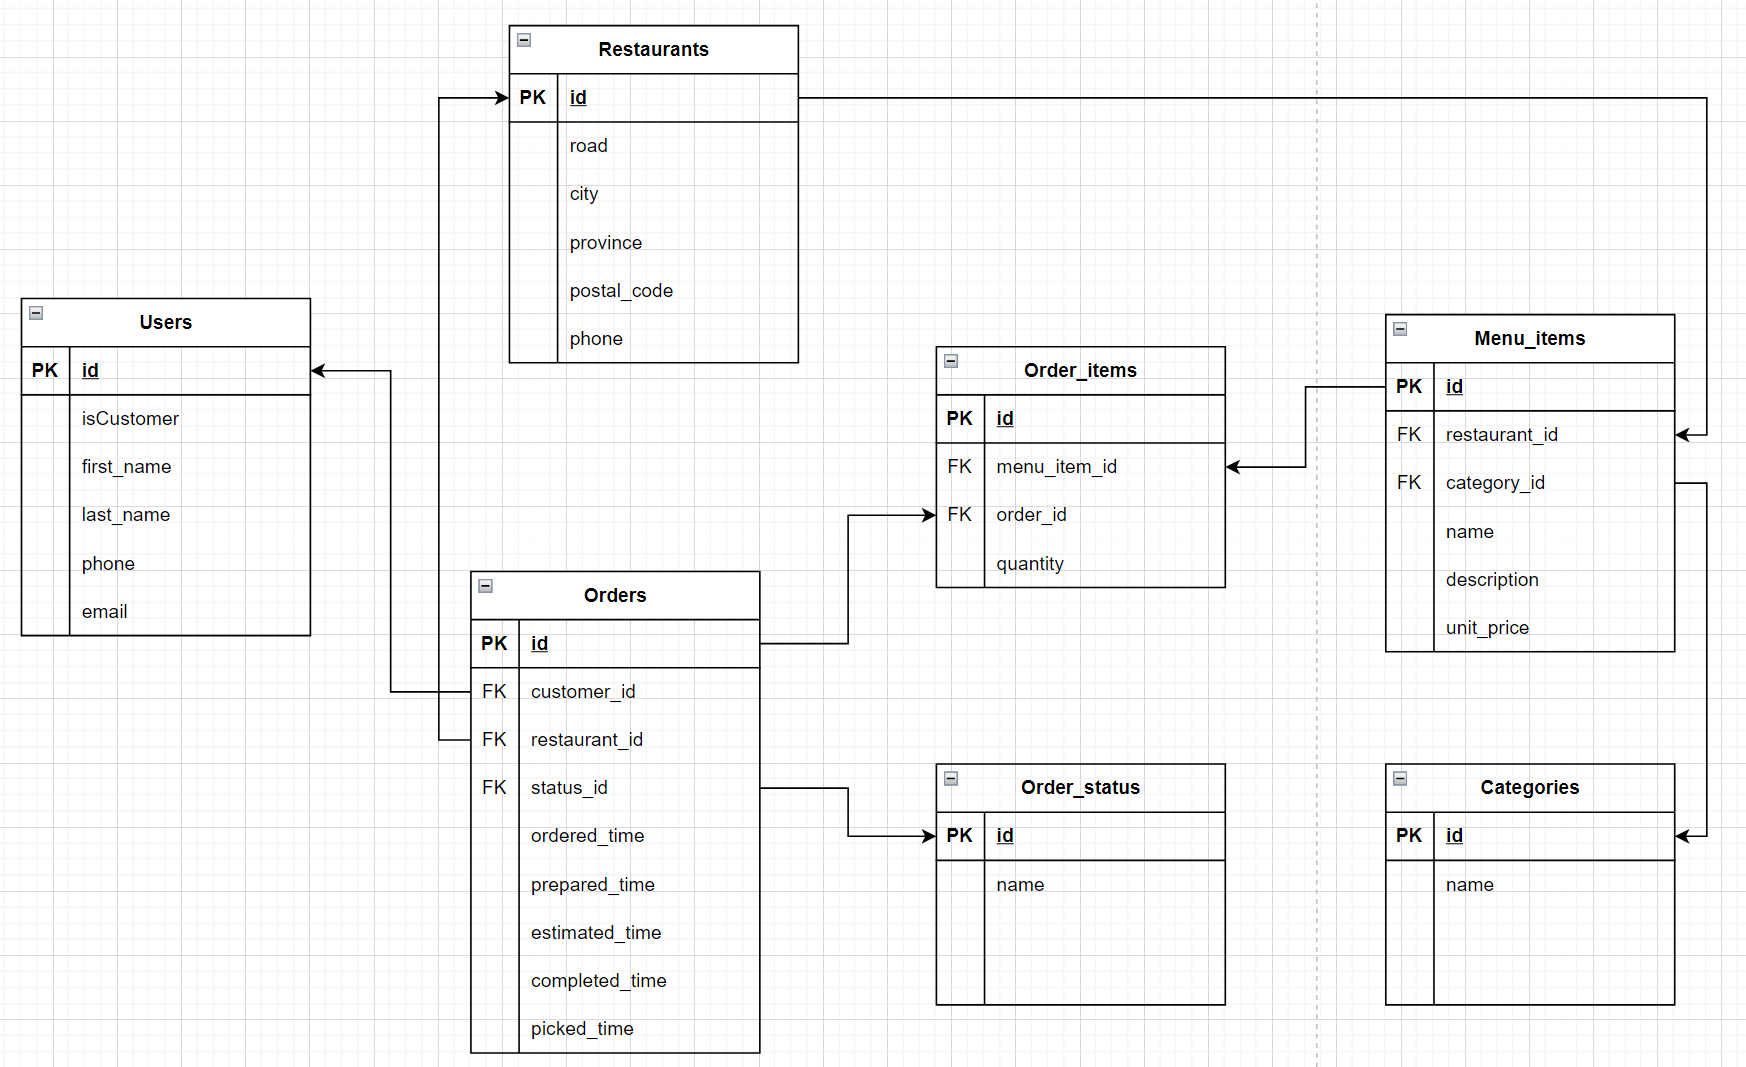 Restaurants
PK id
road
city
province
postal_code
phone
Users
PK id
isCustomer
first_name
last_name
phone
email
Order_items
PK id
FK menu_item_id
FK order_id
quantity
Menu_items
PK id
FK restaurant_id
FK category_id
name
description
unit_price
Orders
PK id
FK customer_id
FK restaurant_id
FK status_id
ordered_time
prepared_time
estimated_time
completed_time
picked_time
Order_status
PK id
name
Categories
PK id
name